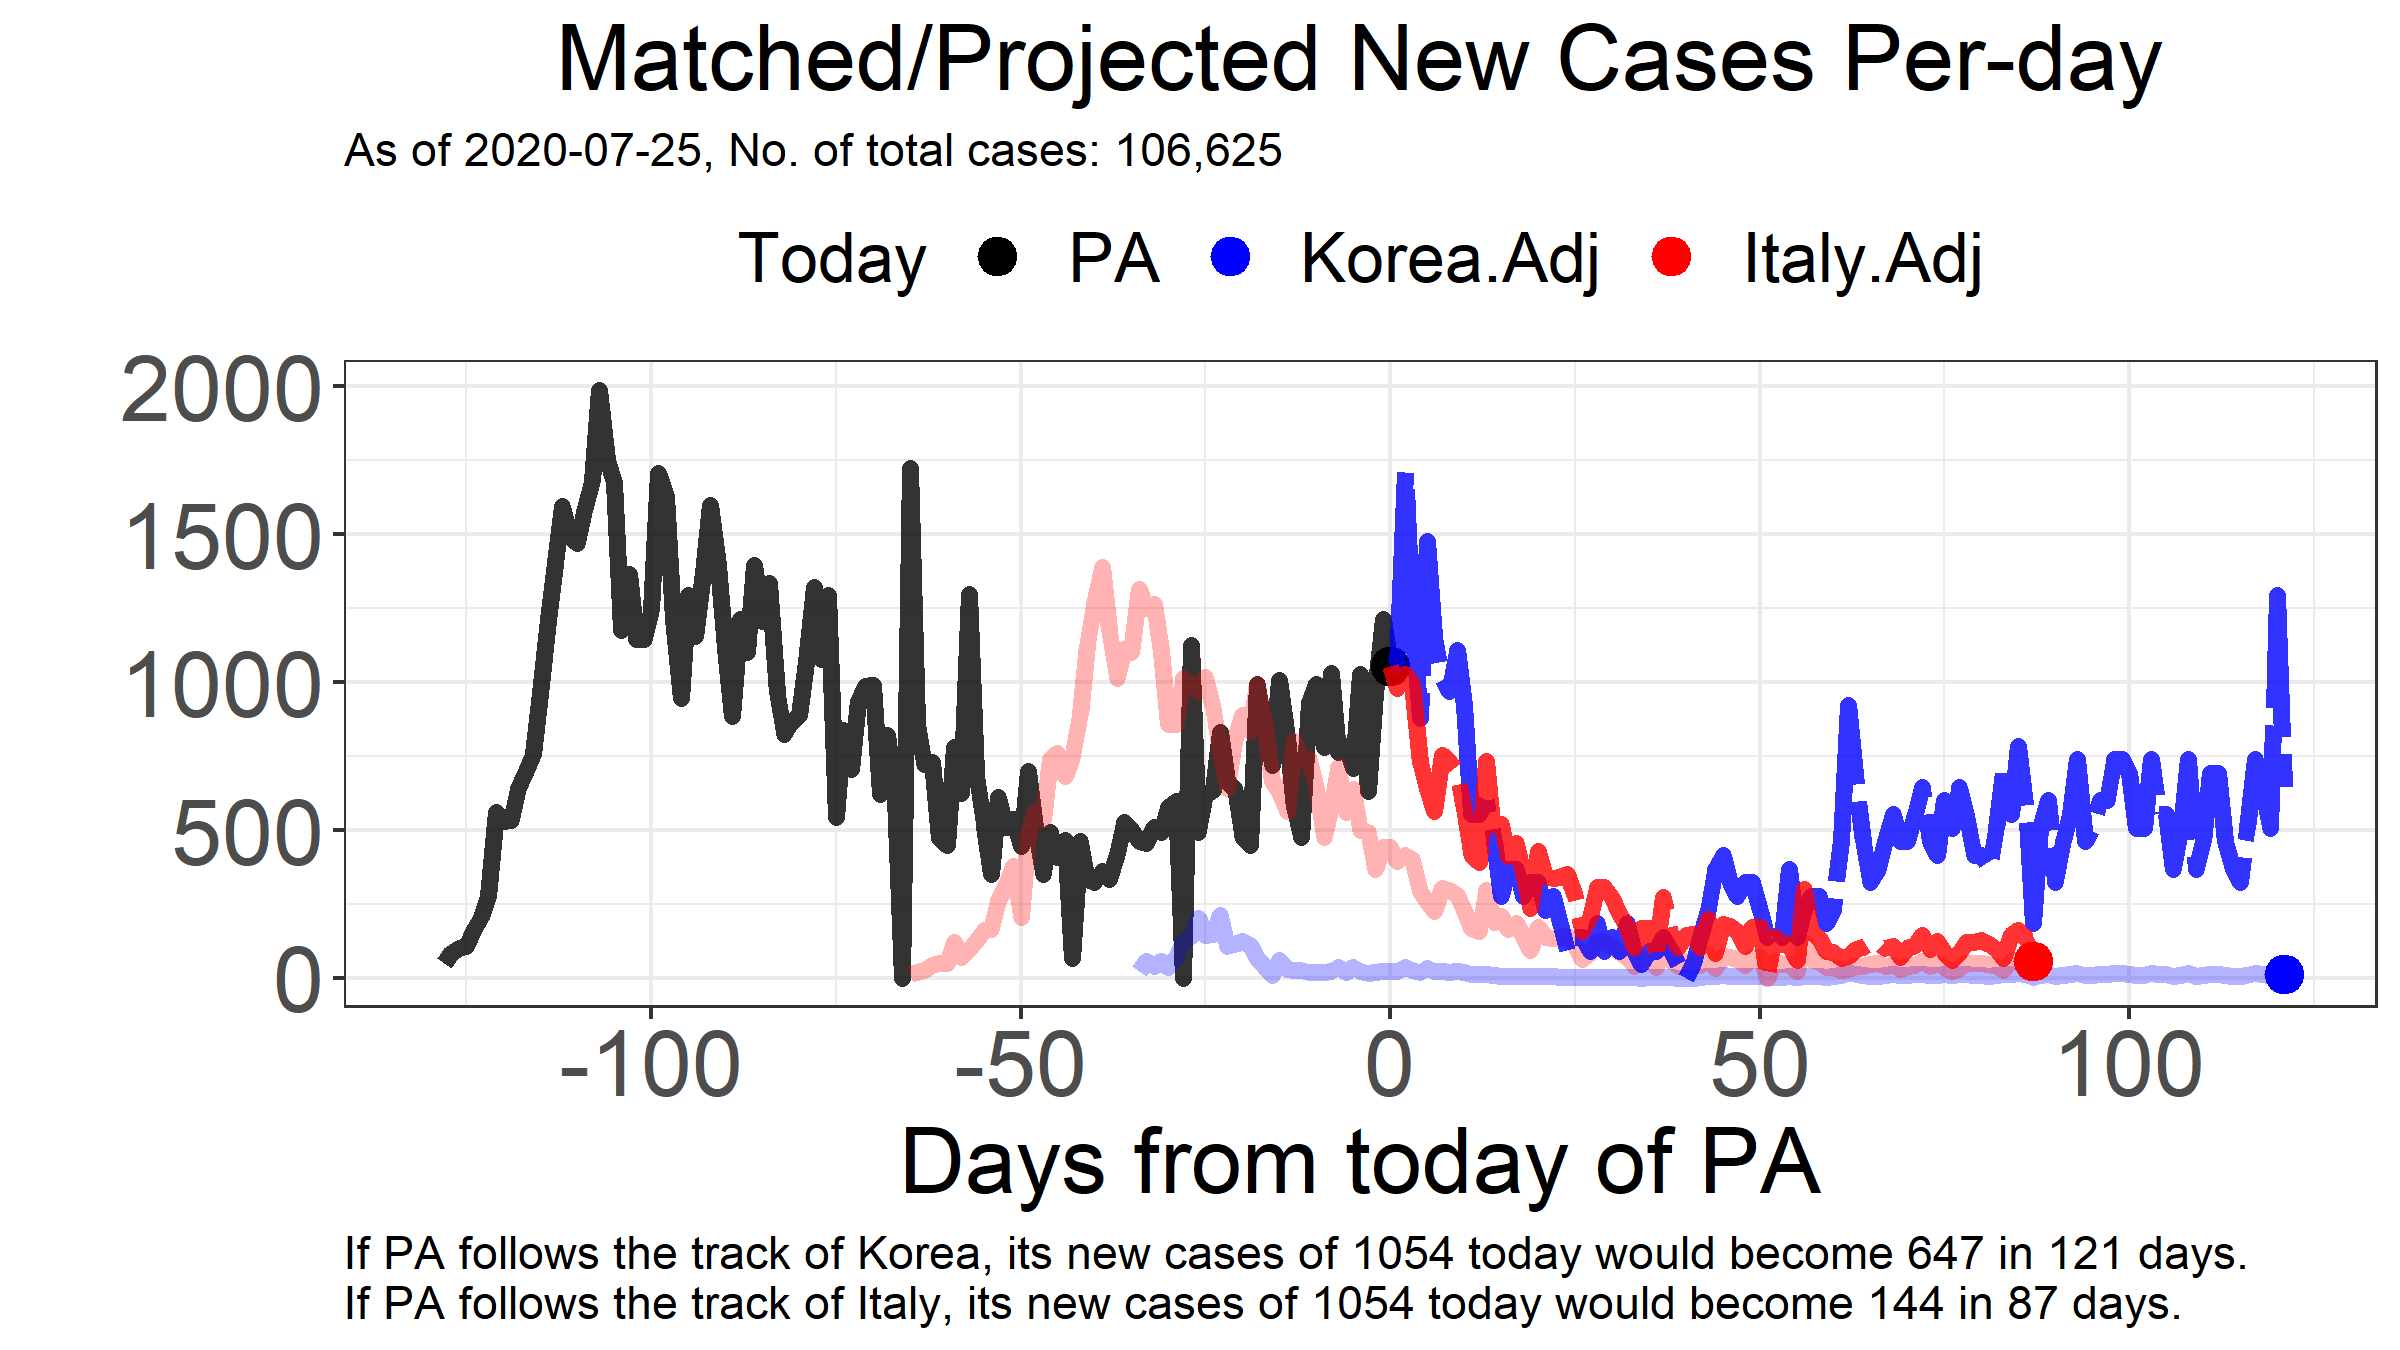 Matched/Projected New Cases Per-day
As of 2020-07-25, No. of total cases: 106,625
Today PA Korea.Adj Italy.Adj
2000
1500
1000
500
0
-100 -50 0 50 100
Days from today of PA
If PA follows the track of Korea, its new cases of 1054 today would become 647 in 121 days.
If PA follows the track of Italy, its new cases of 1054 today would become 144 in 87 days.